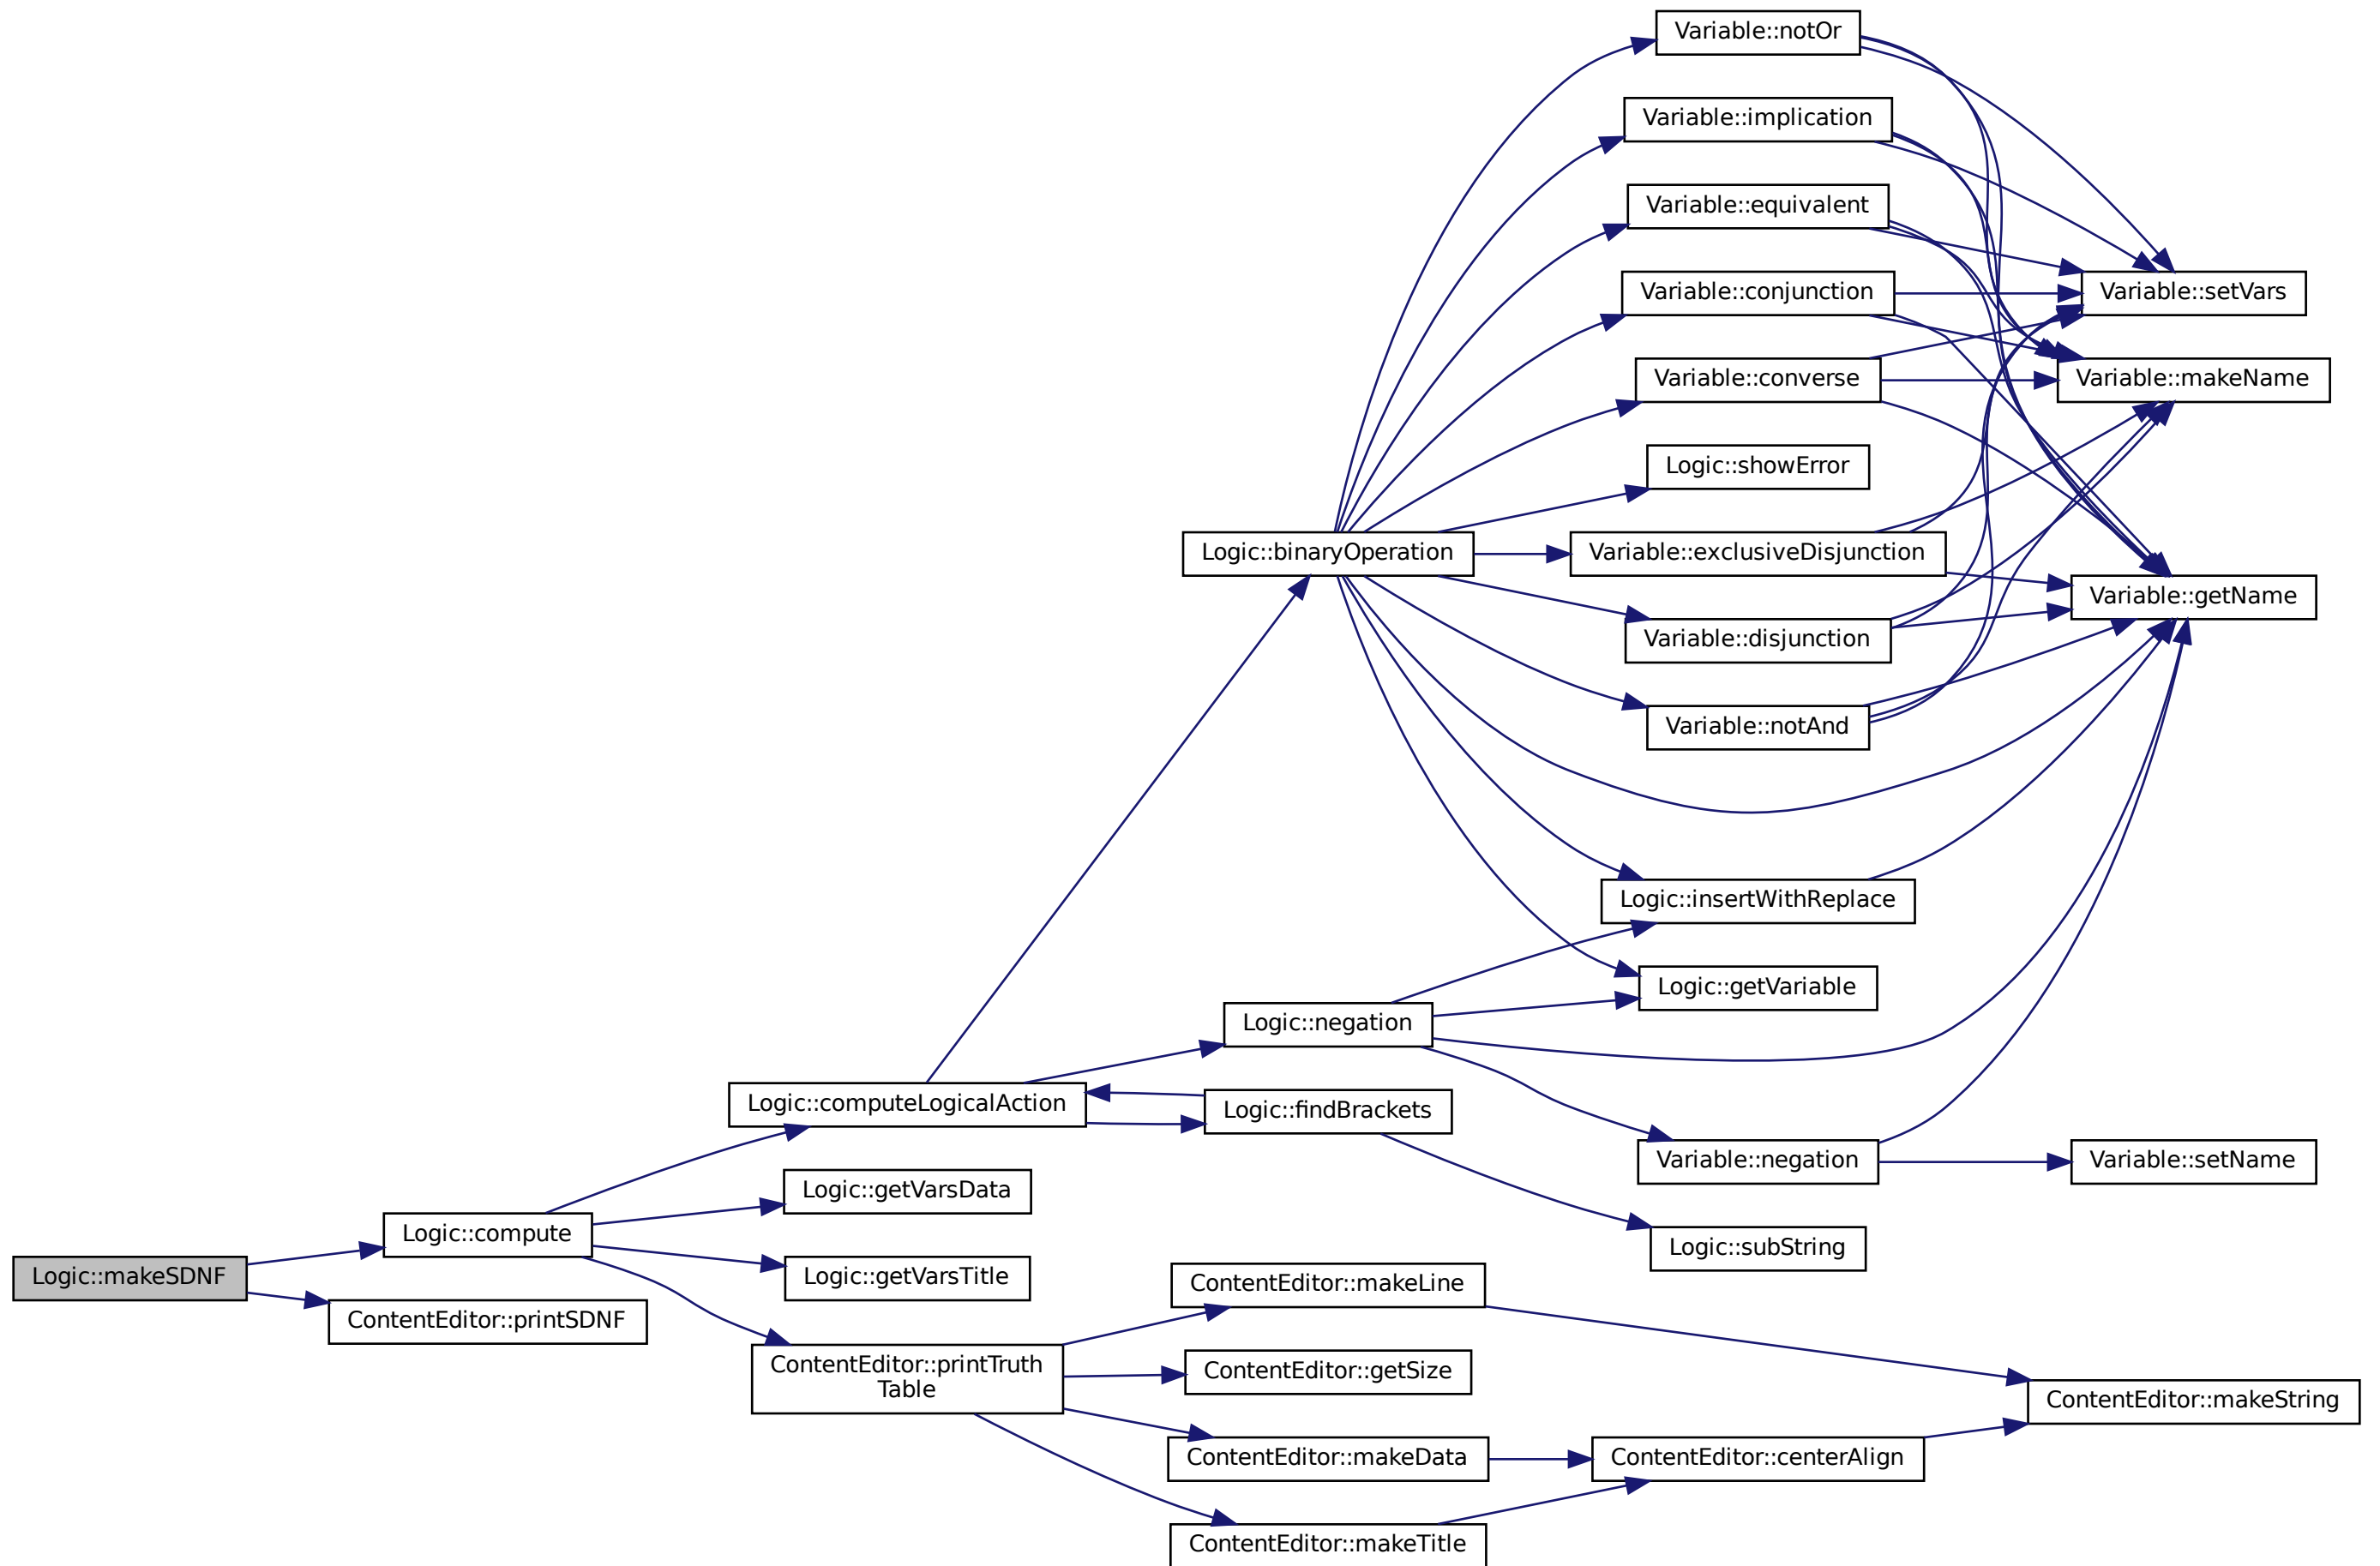 Variable::notOr
Variable::implication
Variable::equivalent
Variable::conjunction
Variable::setVars
Variable::converse
Variable::makeName
Logic::showError
Logic::binaryOperation
Variable::exclusiveDisjunction
Variable::getName
Variable::disjunction
Variable::notAnd
Logic::insertWithReplace
Logic::getVariable
Logic::negation
Logic::computeLogicalAction
Logic::findBrackets
Variable::negation
Variable::setName
Logic::getVarsData
Logic::compute
Logic::subString
Logic::makeSDNF
Logic::getVarsTitle
ContentEditor::makeLine
ContentEditor::printSDNF
ContentEditor::printTruth
Table
ContentEditor::getSize
ContentEditor::makeString
ContentEditor::makeData
ContentEditor::centerAlign
ContentEditor::makeTitle